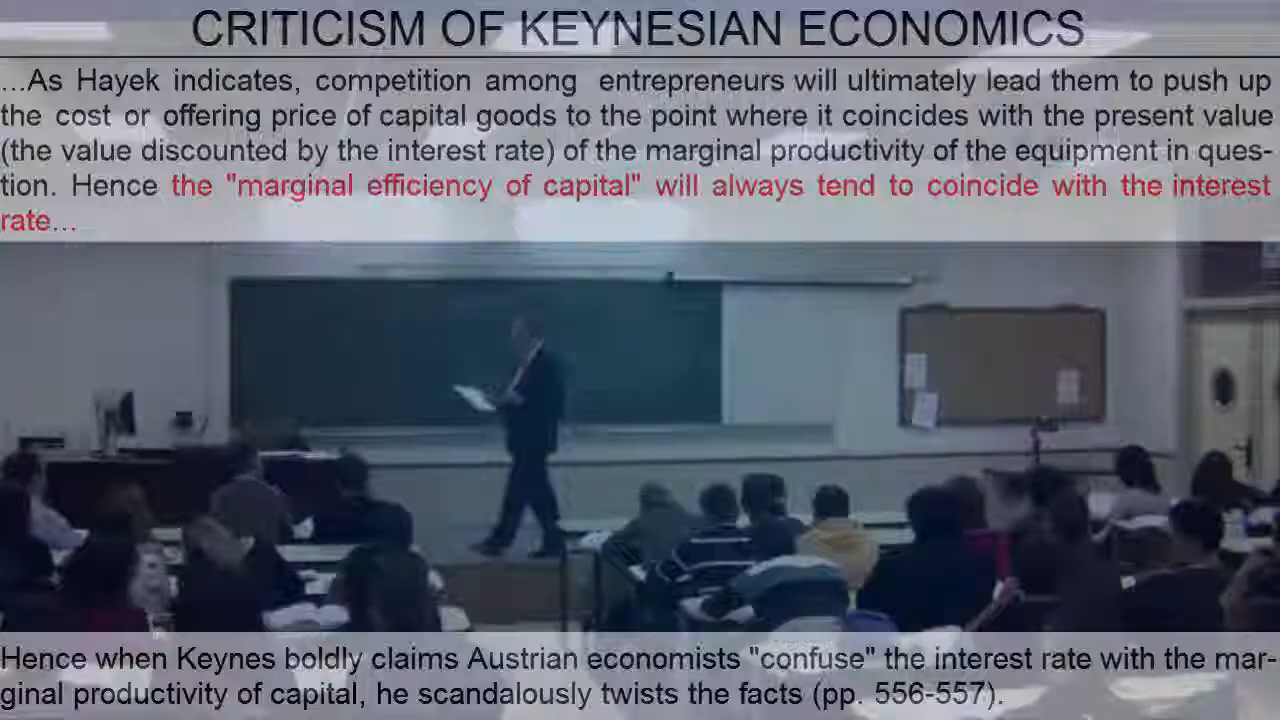 CRITICISM OF KEYNESIAN ECONOMICS
...As Hayek indicates, competition among entrepreneurs will ultimately lead them to push up
the cost or offering price of capital goods to the point where it coincides with the present value
(the value discounted by the interest rate) of the marginal productivity of the equipment in ques-
tion. Hence the "marginal efficiency of capital" will always tend to coincide with the interest
rate...
Hence when Keynes boldly claims Austrian economists "confuse" the interest rate with the mar-
ginal productivity of capital, he scandalously twists the facts (pp. 556-557).